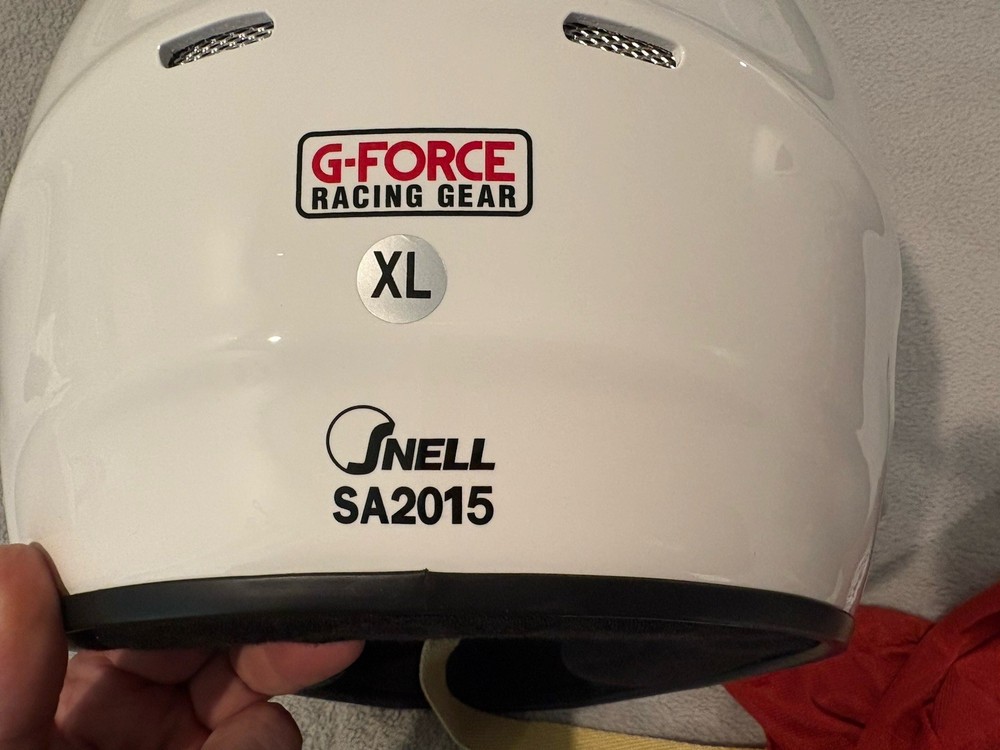 G-FORCE
RACING GEAR
XL
SNELL
SA2015